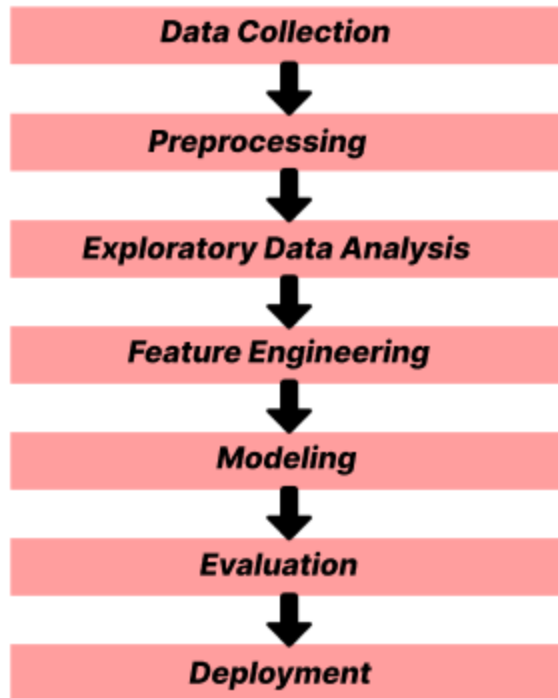 Data Collection
Preprocessing
Exploratory Data Analysis
Feature Engineering
Modeling
Evaluation
Deployment